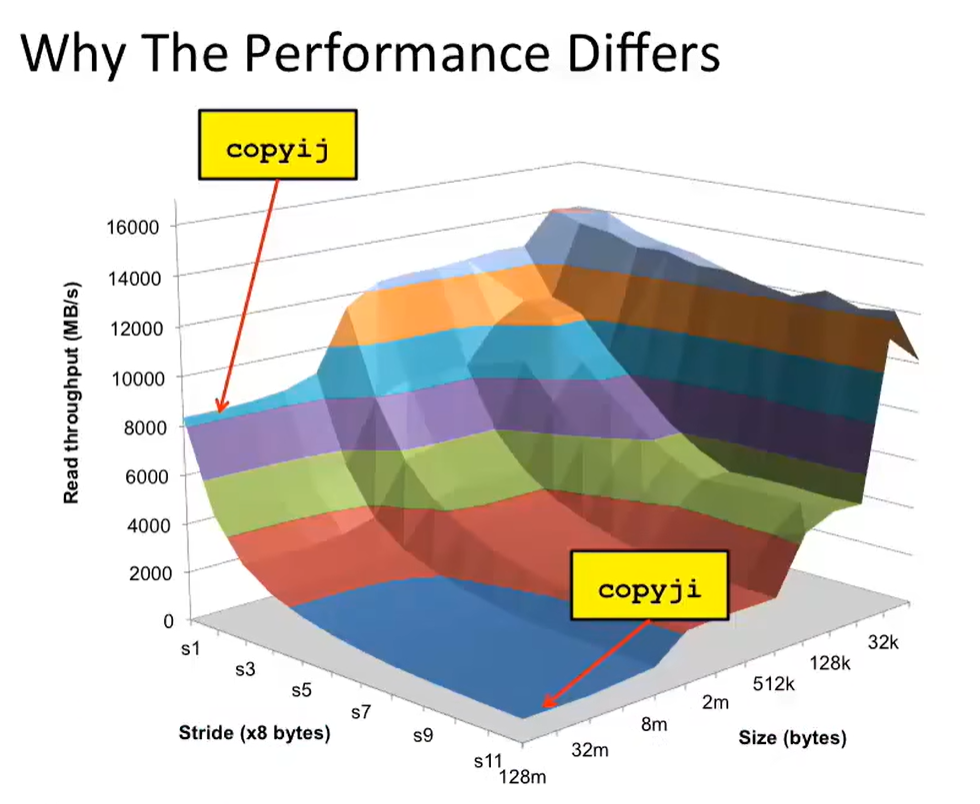 Why The Performance Differs
copyij
16000
14000
12000
10000
8000
6000
4000
2000
0
Read throughput (MB/s)
copyji
s1
s3
s5
s7
s9
s11
Stride (x8 bytes)
128m
32m
8m
2m
512k
128k
32k
Size (bytes)